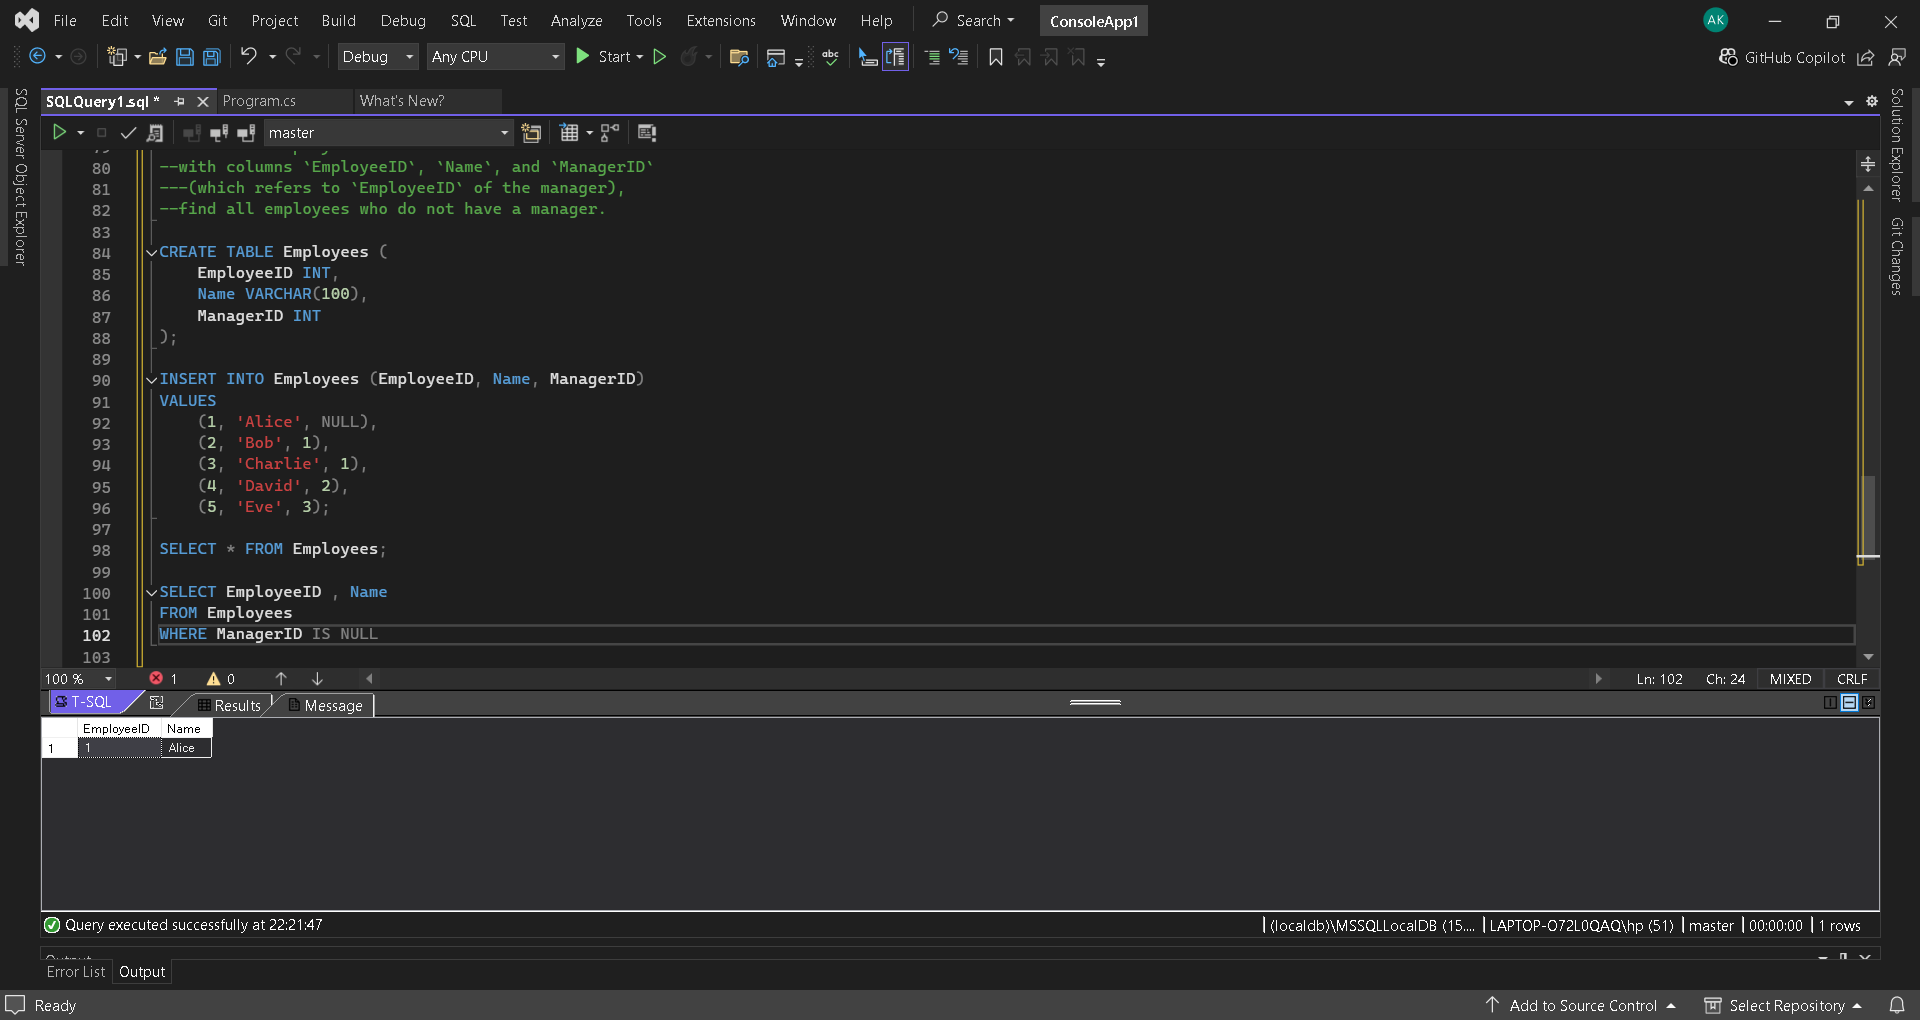 File Edit View Git Project Build Debug SQL Test Analyze Tools Extensions Window Help Search ConsoleApp1 AK
Debug Any CPU Start abc GitHub Copilot
SQLQuery1.sql * Program.cs What's New?
master
SQL Server Object Explorer
Solution Explorer
Git Changes
80 --with columns `EmployeeID`, `Name`, and `ManagerID`
81 ---(which refers to `EmployeeID` of the manager),
82 --find all employees who do not have a manager.
83
84 CREATE TABLE Employees (
85 EmployeeID INT,
86 Name VARCHAR(100),
87 ManagerID INT
88 );
89
90 INSERT INTO Employees (EmployeeID, Name, ManagerID)
91 VALUES
92 (1, 'Alice', NULL),
93 (2, 'Bob', 1),
94 (3, 'Charlie', 1),
95 (4, 'David', 2),
96 (5, 'Eve', 3);
97
98 SELECT * FROM Employees;
99
100 SELECT EmployeeID , Name
101 FROM Employees
102 WHERE ManagerID IS NULL
103
100 % 1 0 Ln: 102 Ch: 24 MIXED CRLF
T-SQL Results Message
EmployeeID Name
1 1 Alice
Query executed successfully at 22:21:47 (localdb)\MSSQLLocalDB (15.... LAPTOP-O72L0QAQ\hp (51) master 00:00:00 1 rows
Error List Output
Ready Add to Source Control Select Repository